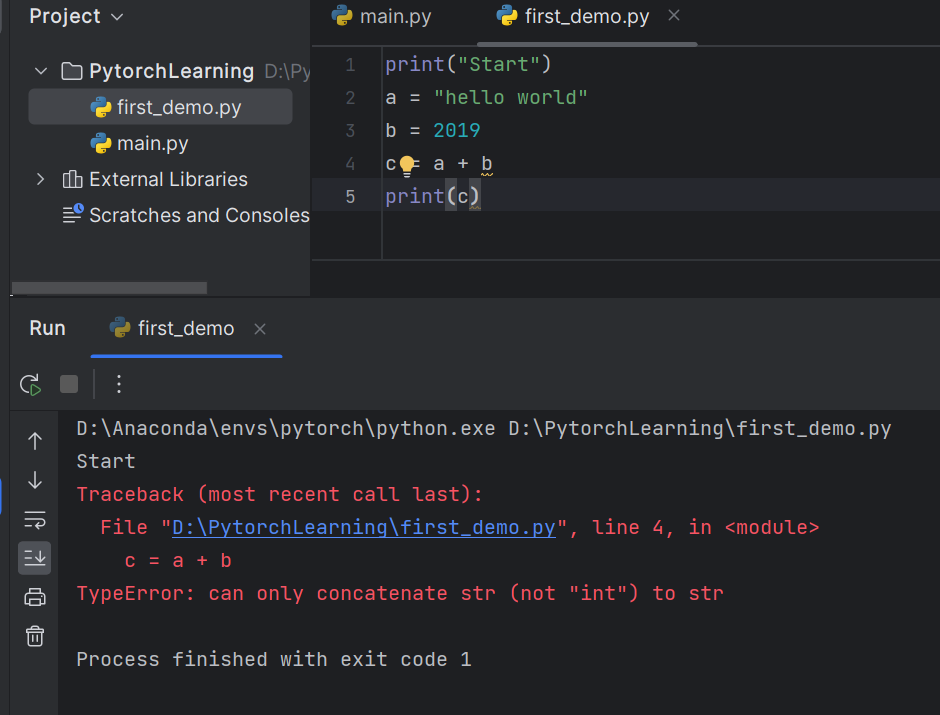 Project
main.py
first_demo.py
PytorchLearning D:\Py
first_demo.py
main.py
External Libraries
Scratches and Consoles
1 print("Start")
2 a = "hello world"
3 b = 2019
4 c = a + b
5 print(c)
Run first_demo
D:\Anaconda\envs\pytorch\python.exe D:\PytorchLearning\first_demo.py
Start
Traceback (most recent call last):
File "D:\PytorchLearning\first_demo.py", line 4, in <module>
c = a + b
TypeError: can only concatenate str (not "int") to str
Process finished with exit code 1